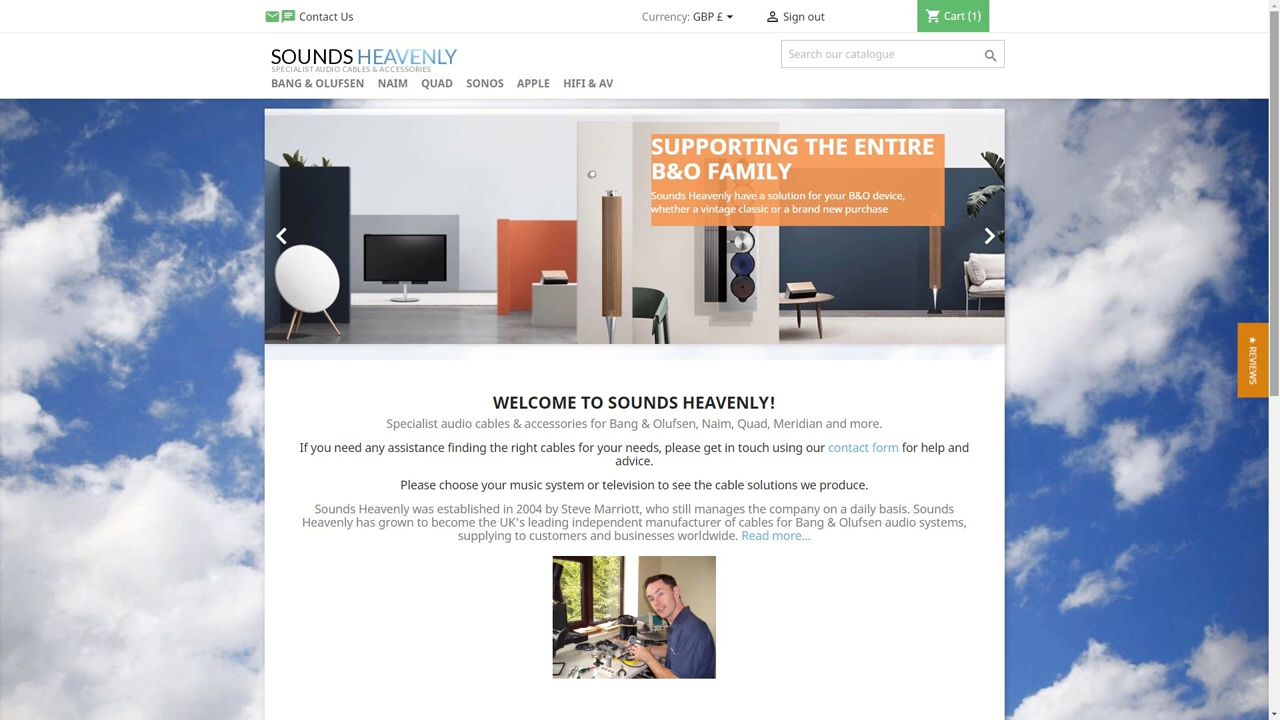 Contact Us
Currency: GBP £
Sign out
Cart (1)
SOUNDS HEAVENLY
SPECIALIST AUDIO CABLES & ACCESSORIES
Search our catalogue
BANG & OLUFSEN NAIM QUAD SONOS APPLE HIFI & AV
SUPPORTING THE ENTIRE
B&O FAMILY
Sounds Heavenly have a solution for your B&O device,
whether a vintage classic or a brand new purchase
★ REVIEWS
WELCOME TO SOUNDS HEAVENLY!
Specialist audio cables & accessories for Bang & Olufsen, Naim, Quad, Meridian and more.
If you need any assistance finding the right cables for your needs, please get in touch using our contact form for help and
advice.
Please choose your music system or television to see the cable solutions we produce.
Sounds Heavenly was established in 2004 by Steve Marriott, who still manages the company on a daily basis. Sounds
Heavenly has grown to become the UK's leading independent manufacturer of cables for Bang & Olufsen audio systems,
supplying to customers and businesses worldwide. Read more...